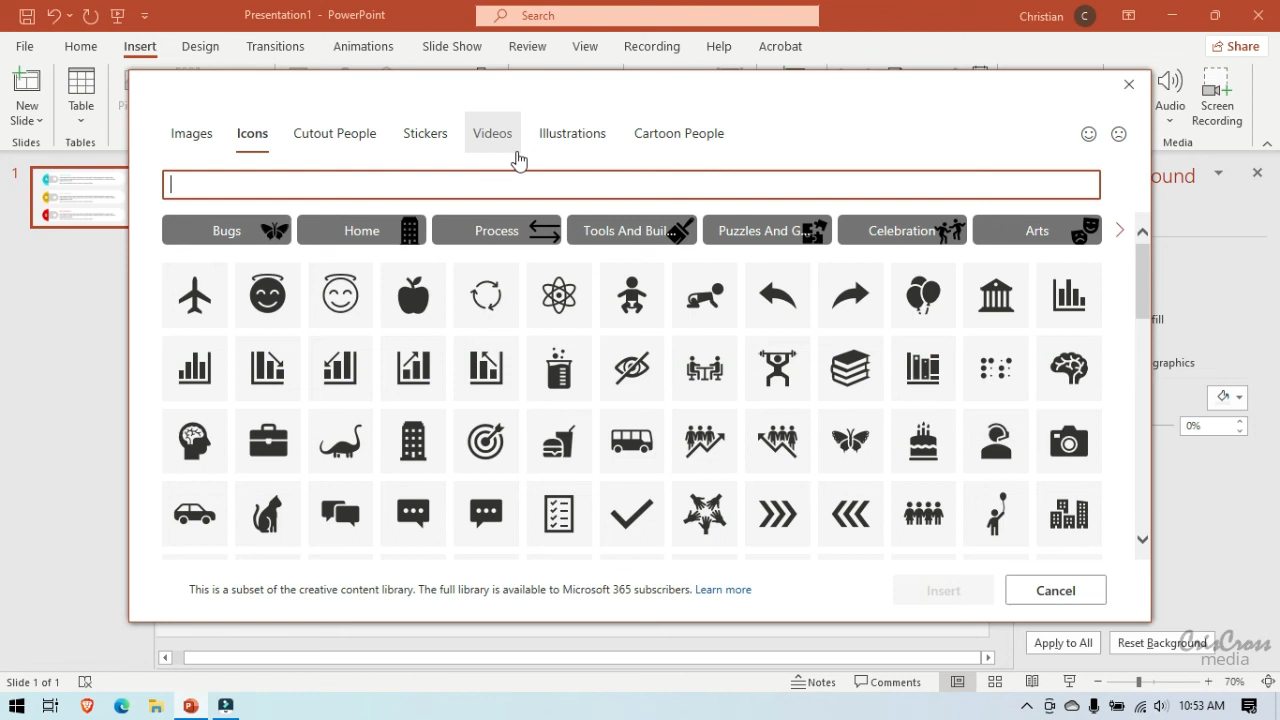 Presentation1 - PowerPoint
Search
Christian
C
File
Home
Insert
Design
Transitions
Animations
Slide Show
Review
View
Recording
Help
Acrobat
Share
New
Slide
Slides
Table
Tables
Audio
Screen
Recording
Media
Images
Icons
Cutout People
Stickers
Videos
Illustrations
Cartoon People
Bugs
Home
Process
Tools And Buil...
Puzzles And G...
Celebration
Arts
1
ound
fill
graphics
0%
This is a subset of the creative content library. The full library is available to Microsoft 365 subscribers. Learn more
Insert
Cancel
Apply to All
Reset Background
CrisCross
media
Slide 1 of 1
Notes
Comments
70%
10:53 AM